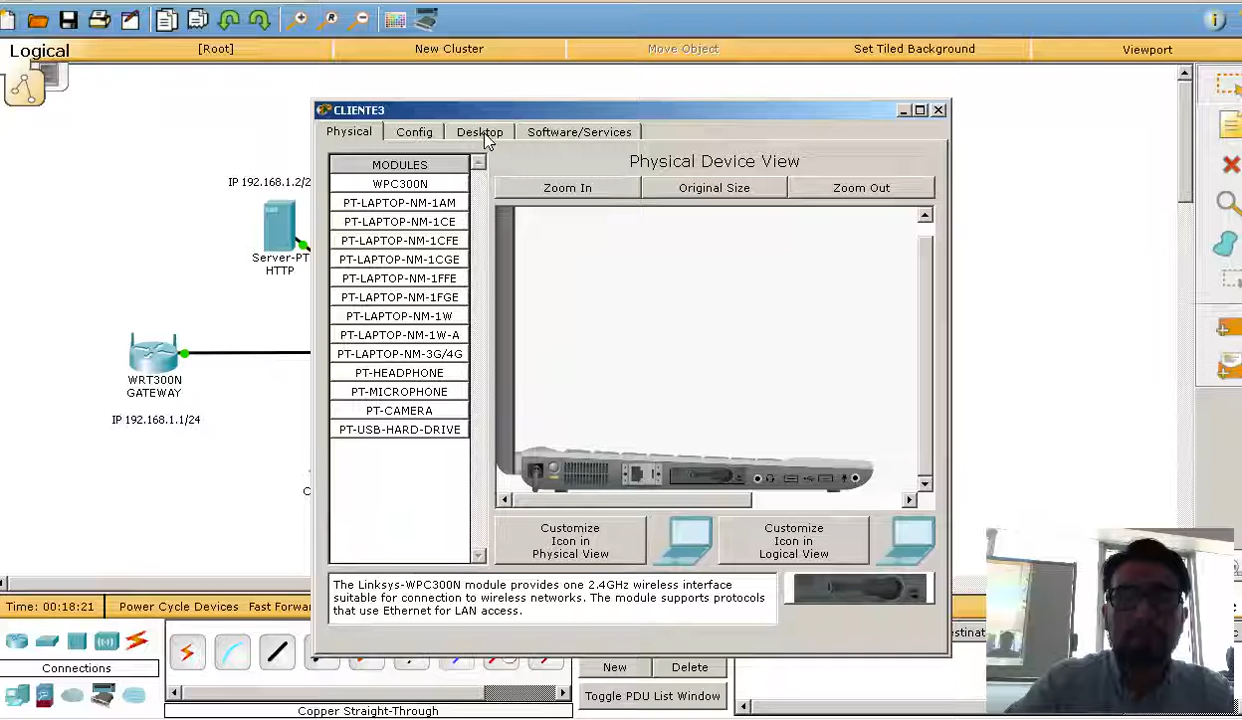 Logical
[Root]
New Cluster
Move Object
Set Tiled Background
Viewport
i
CLIENTE3
Physical
Config
Desktop
Software/Services
MODULES
WPC300N
PT-LAPTOP-NM-1AM
PT-LAPTOP-NM-1CE
PT-LAPTOP-NM-1CFE
PT-LAPTOP-NM-1CGE
PT-LAPTOP-NM-1FFE
PT-LAPTOP-NM-1FGE
PT-LAPTOP-NM-1W
PT-LAPTOP-NM-1W-A
PT-LAPTOP-NM-3G/4G
PT-HEADPHONE
PT-MICROPHONE
PT-CAMERA
PT-USB-HARD-DRIVE
Physical Device View
Zoom In
Original Size
Zoom Out
Customize
Icon in
Physical View
Customize
Icon in
Logical View
The Linksys-WPC300N module provides one 2.4GHz wireless interface
suitable for connection to wireless networks. The module supports protocols
that use Ethernet for LAN access.
IP 192.168.1.2/2
Server-PT
HTTP
WRT300N
GATEWAY
IP 192.168.1.1/24
C
Time: 00:18:21
Power Cycle Devices
Fast Forwar
Connections
Copper Straight-Through
New
Delete
Toggle PDU List Window
estinat